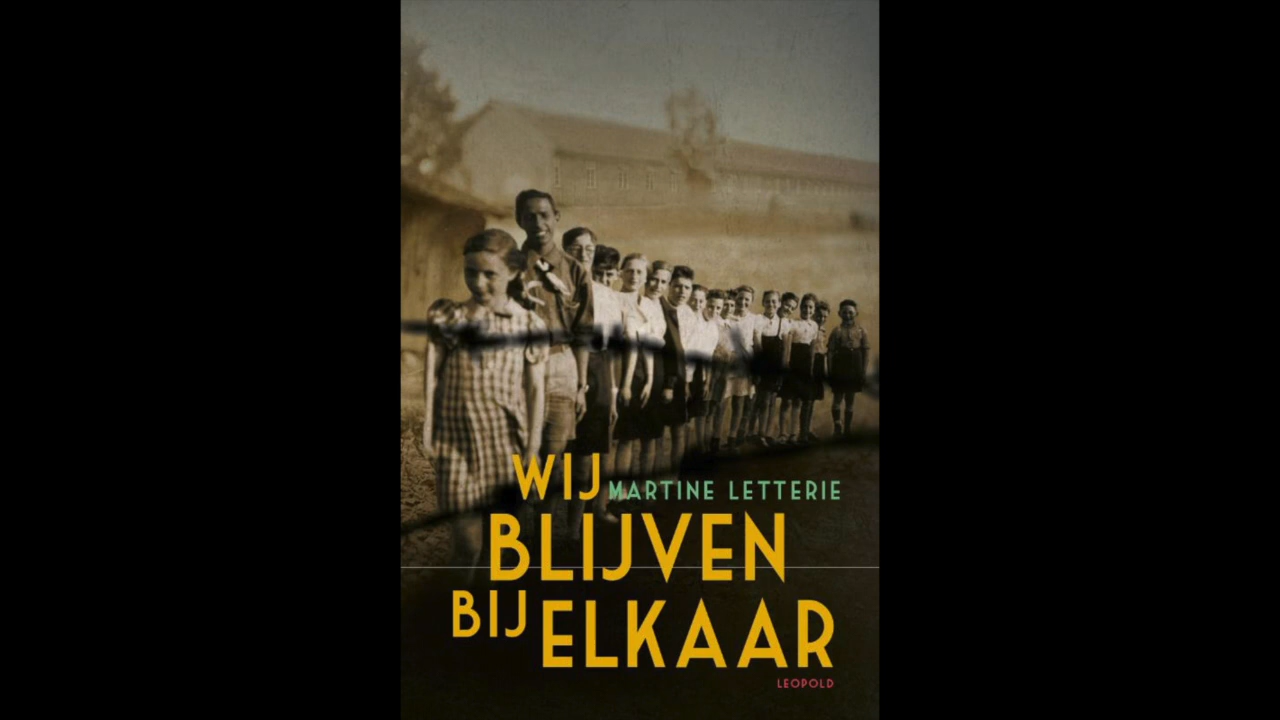 WIJ
MARTINE LETTERIE
BLIJVEN
BIJ
ELKAAR
LEOPOLD